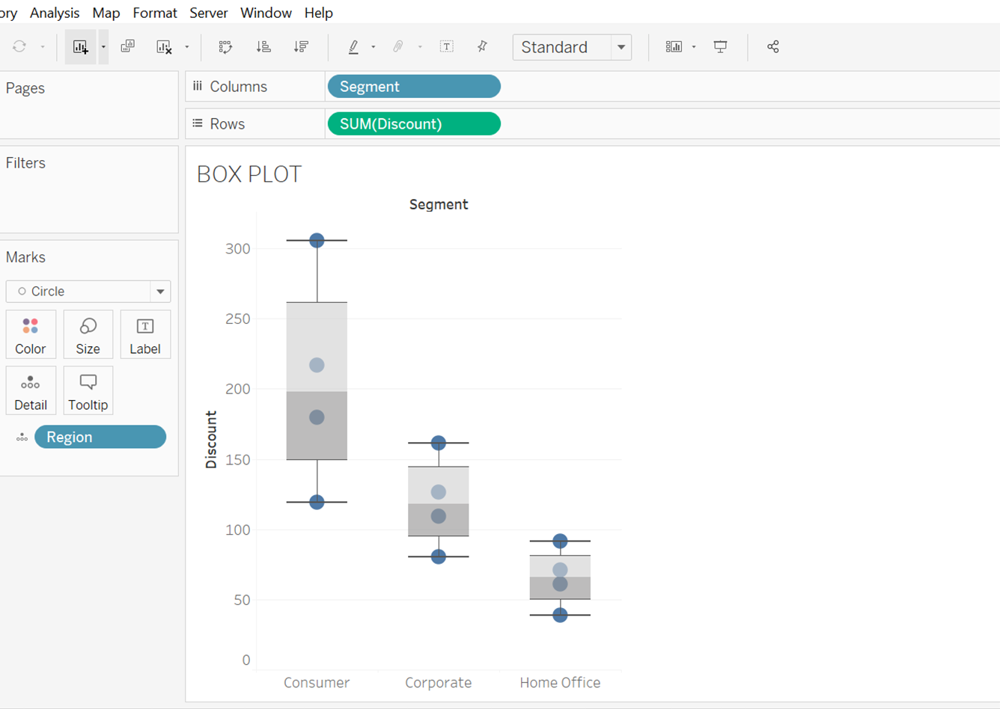 ory Analysis Map Format Server Window Help
Standard
Pages
Columns Segment
Rows SUM(Discount)
Filters
BOX PLOT
Segment
Marks
Circle
Color Size T Label
Detail Tooltip
Region
Discount
300
250
200
150
100
50
0
Consumer Corporate Home Office